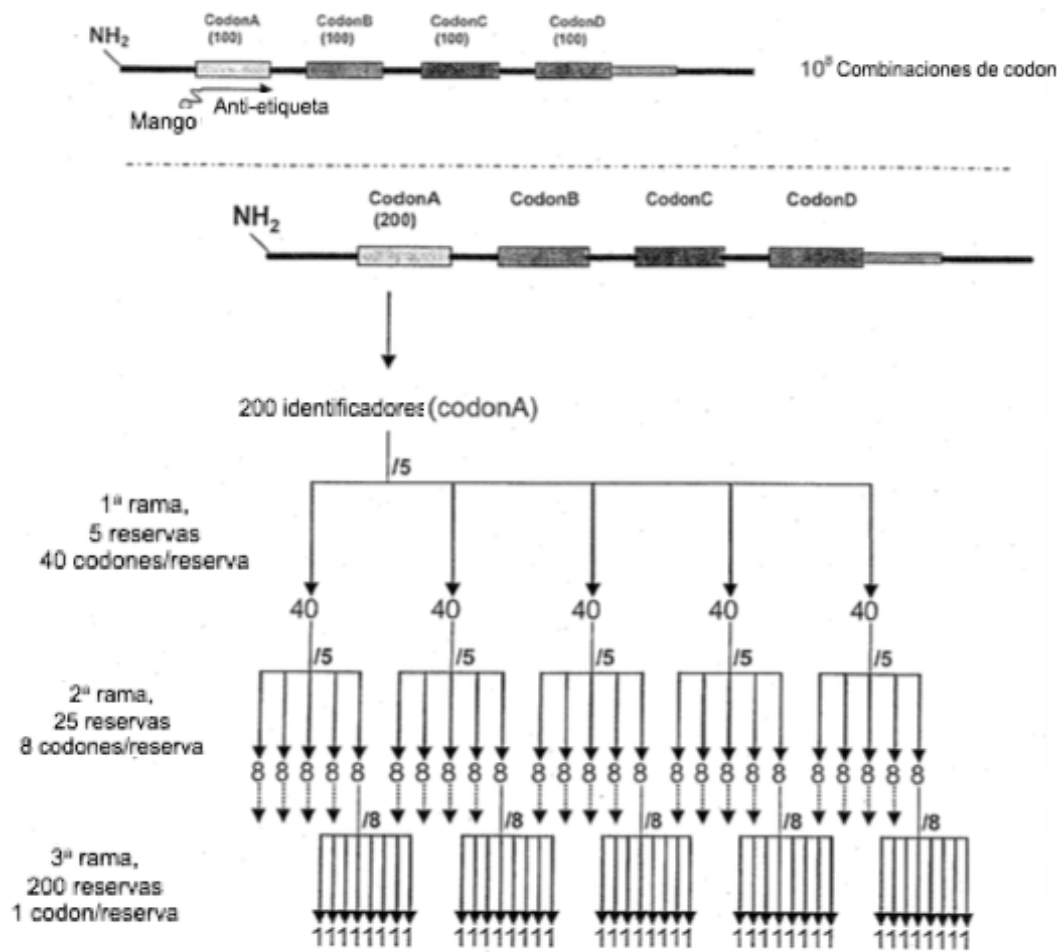 CodonA CodonB CodonC CodonD
(100) (100) (100) (100)
NH₂
10⁸ Combinaciones de codon
Anti-etiqueta
Mango
CodonA CodonB CodonC CodonD
(200)
NH₂
200 identificadores (codonA)
/5
1ª rama,
5 reservas
40 codones/reserva
40 40 40 40 40
/5 /5 /5 /5 /5
2ª rama,
25 reservas
8 codones/reserva
8 8 8 8 8 8 8 8 8 8 8 8 8 8 8 8 8 8 8 8 8 8 8 8 8
/8 /8 /8 /8 /8
3ª rama,
200 reservas
1 codon/reserva
11111111 11111111 11111111 11111111 11111111